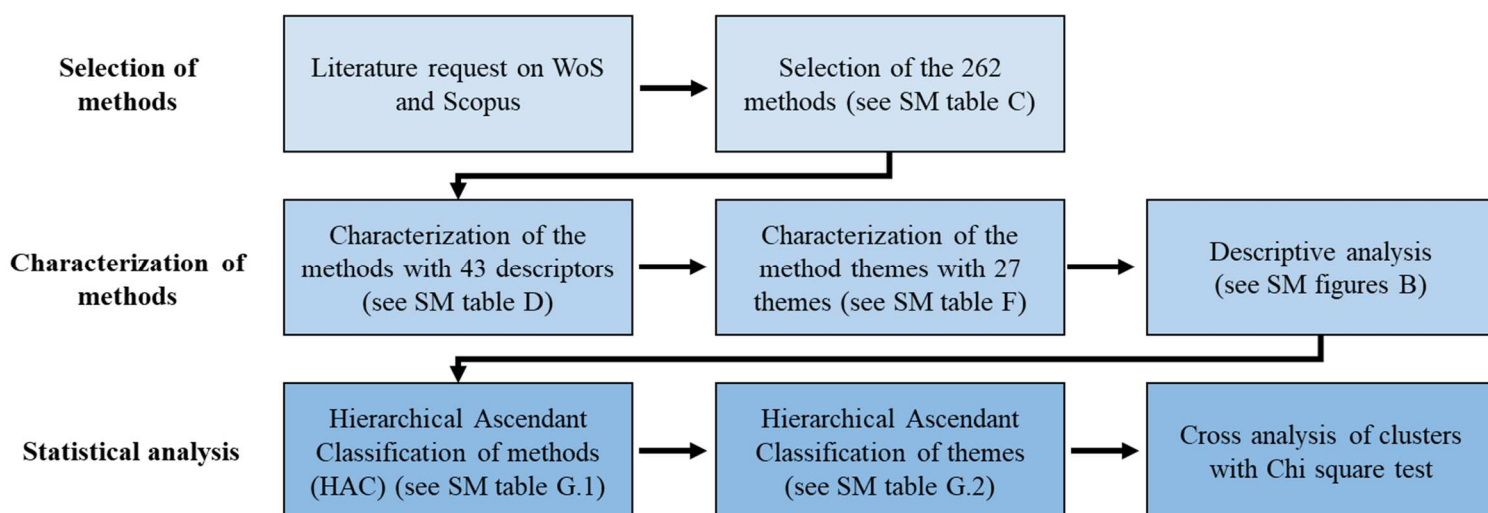 Selection of
methods
Literature request on WoS
and Scopus
Selection of the 262
methods (see SM table C)
Characterization of
methods
Characterization of the
methods with 43 descriptors
(see SM table D)
Characterization of the
method themes with 27
themes (see SM table F)
Descriptive analysis
(see SM figures B)
Statistical analysis
Hierarchical Ascendant
Classification of methods
(HAC) (see SM table G.1)
Hierarchical Ascendant
Classification of themes
(see SM table G.2)
Cross analysis of clusters
with Chi square test